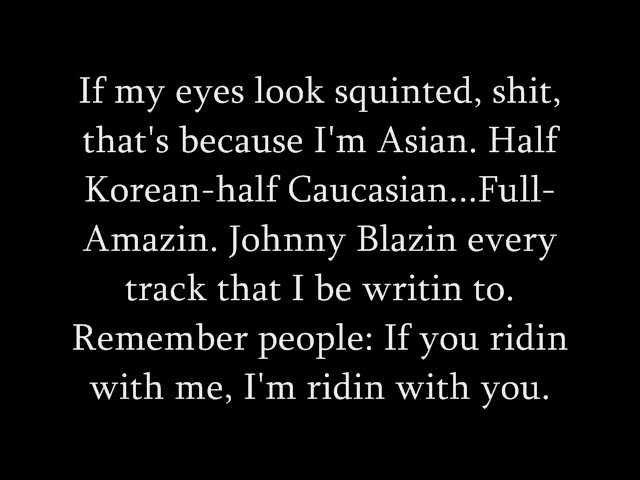 If my eyes look squinted, shit,
that's because I'm Asian. Half
Korean-half Caucasian...Full-
Amazin. Johnny Blazin every
track that I be writin to.
Remember people: If you ridin
with me, I'm ridin with you.